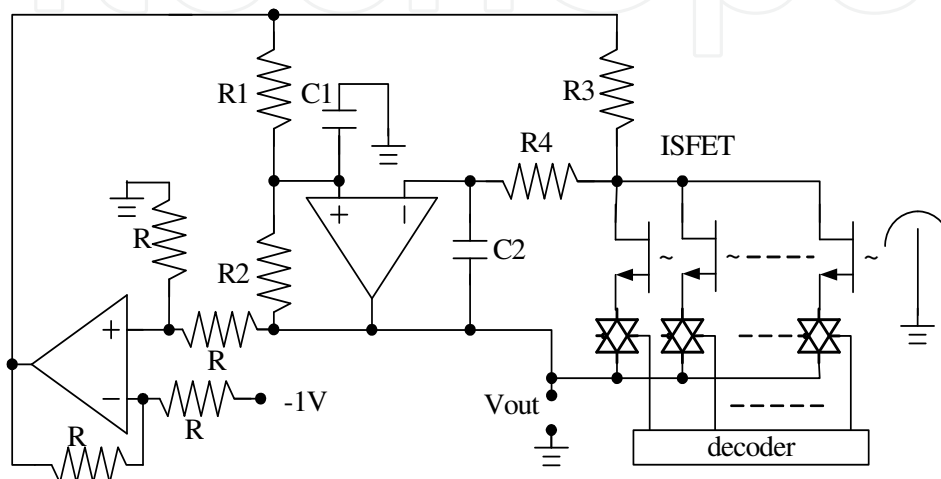 R1
C1
R3
R4
ISFET
R
+
−
~
~
~
R2
C2
+
R
−
R
-1V
Vout
R
decoder